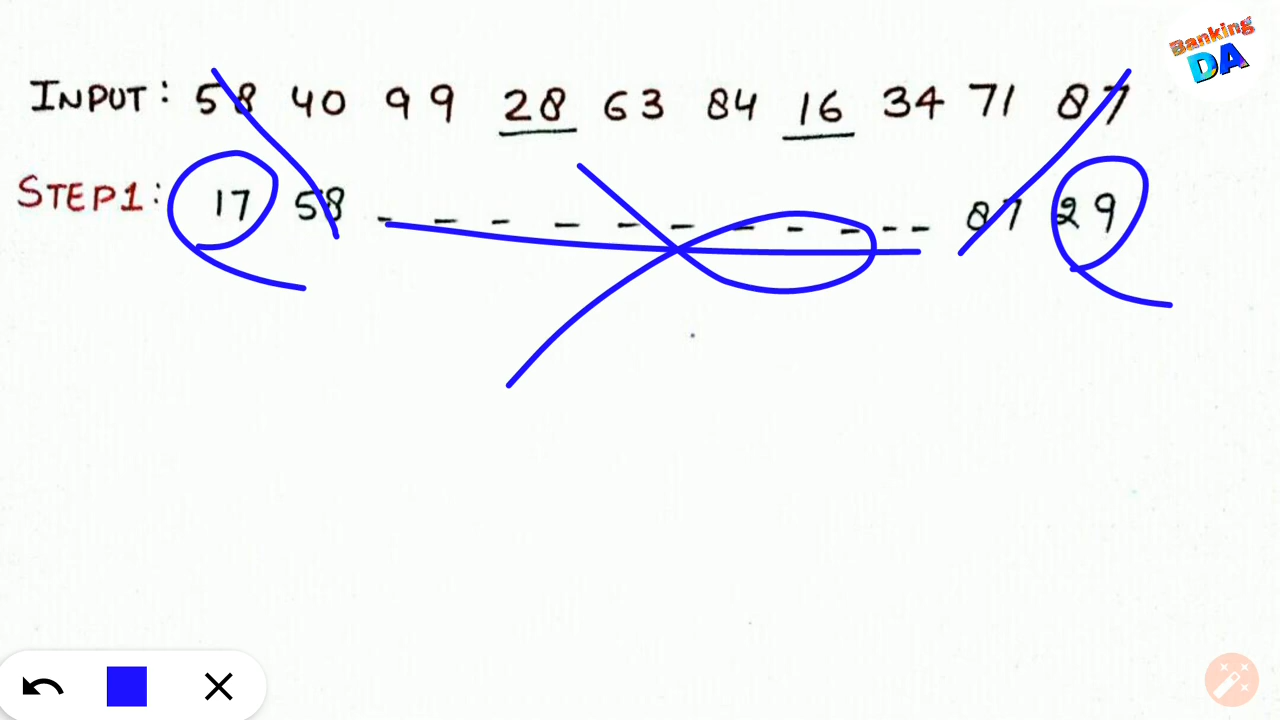 Banking
DA
INPUT: 58 40 99 28 63 84 16 34 71 87
STEP1: 17 58 _ _ _ _ _ _ _ _ _ _ _ 87 29